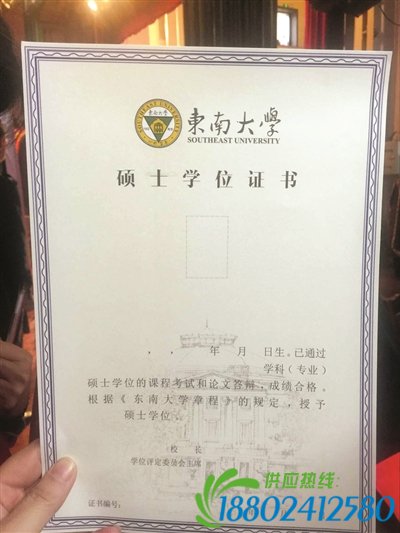 東南大學
SOUTHEAST UNIVERSITY
硕士学位证书
， ， 年 月 日生。已通过
学科（专业）
硕士学位的课程考试和论文答辩，成绩合格。
根据《东南大学章程》的规定，授予
硕士学位。
校 长
学位评定委员会主席
证书编号：
供应热线：
18802412580